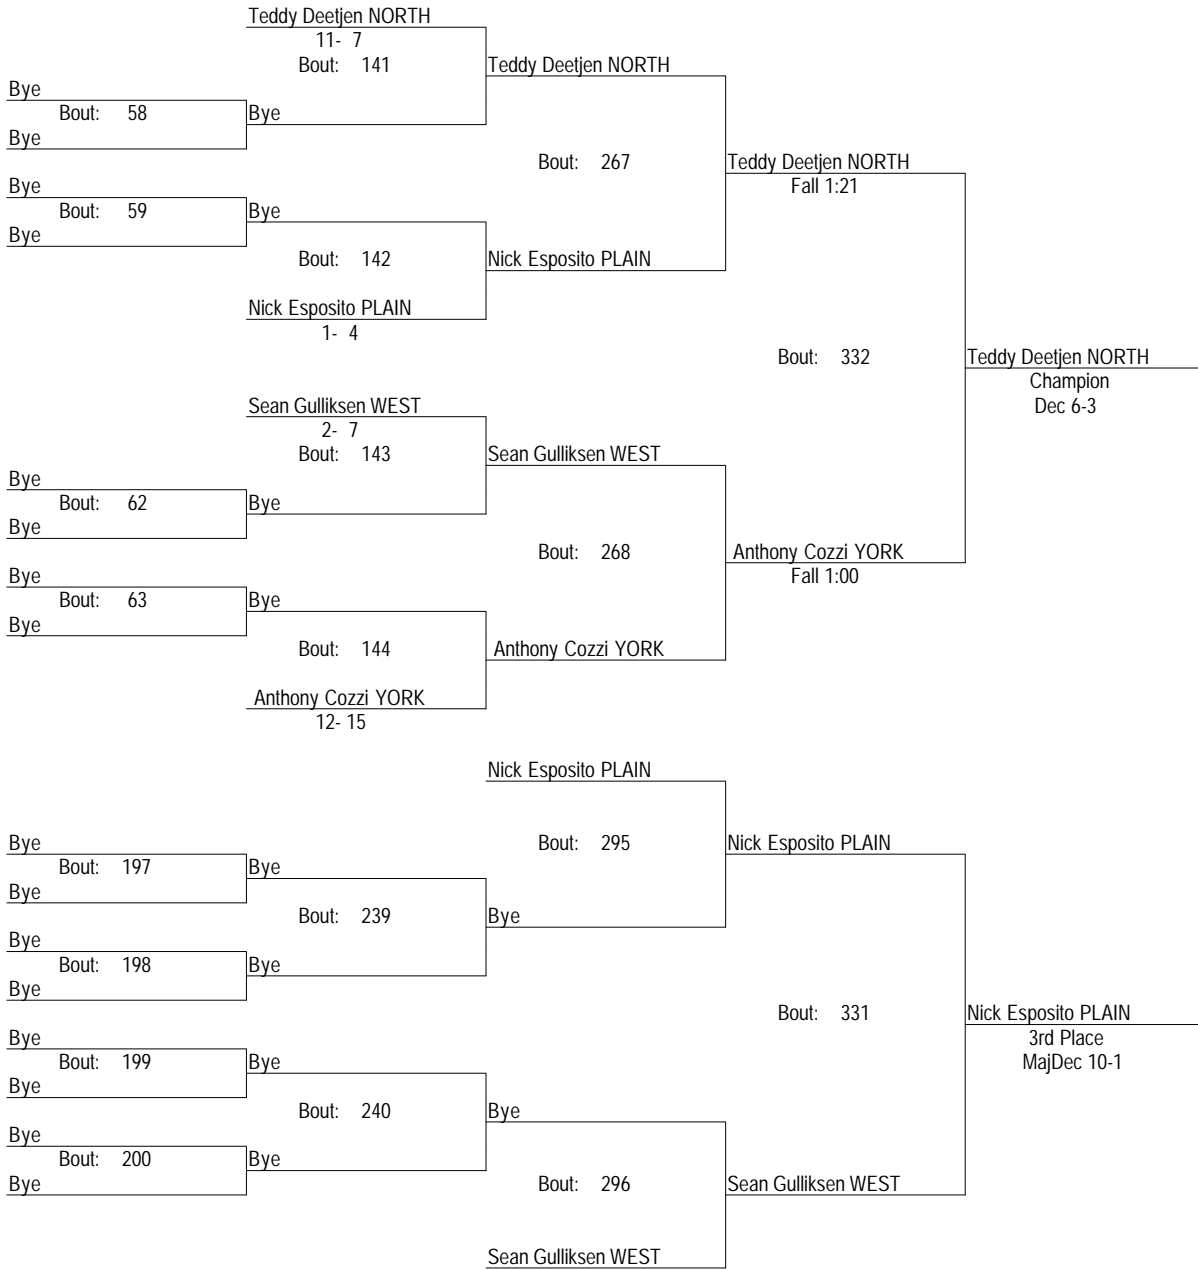 Teddy Deetjen NORTH
11- 7
Bout: 141
Teddy Deetjen NORTH
Bye
Bout: 58
Bye
Bye
Bout: 267
Teddy Deetjen NORTH
Fall 1:21
Bye
Bout: 59
Bye
Bye
Bout: 142
Nick Esposito PLAIN
Nick Esposito PLAIN
1- 4
Bout: 332
Teddy Deetjen NORTH
Champion
Dec 6-3
Sean Gulliksen WEST
2- 7
Bout: 143
Sean Gulliksen WEST
Bye
Bout: 62
Bye
Bye
Bout: 268
Anthony Cozzi YORK
Fall 1:00
Bye
Bout: 63
Bye
Bye
Bout: 144
Anthony Cozzi YORK
Anthony Cozzi YORK
12- 15
Nick Esposito PLAIN
Bout: 295
Nick Esposito PLAIN
Bye
Bout: 197
Bye
Bye
Bout: 239
Bye
Bye
Bout: 198
Bye
Bye
Bout: 331
Nick Esposito PLAIN
3rd Place
MajDec 10-1
Bye
Bout: 199
Bye
Bye
Bout: 240
Bye
Bye
Bout: 200
Bye
Bye
Bout: 296
Sean Gulliksen WEST
Sean Gulliksen WEST